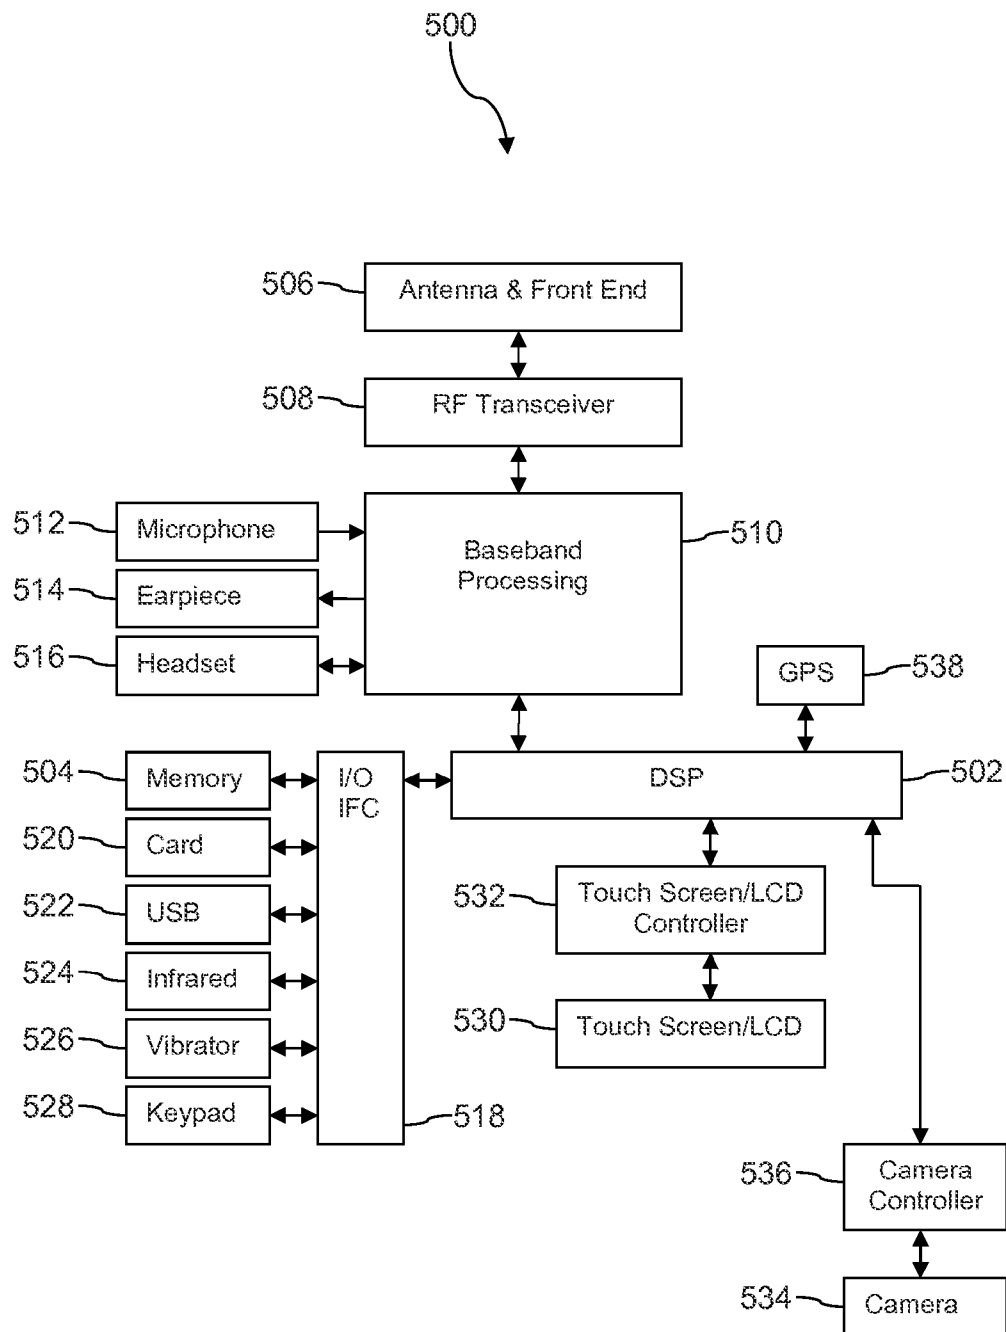 500
506
Antenna & Front End
508
RF Transceiver
512
Microphone
Baseband
Processing
510
514
Earpiece
516
Headset
GPS
538
504
Memory
I/O
IFC
DSP
502
520
Card
522
USB
532
Touch Screen/LCD
Controller
524
Infrared
530
Touch Screen/LCD
526
Vibrator
528
Keypad
518
536
Camera
Controller
534
Camera